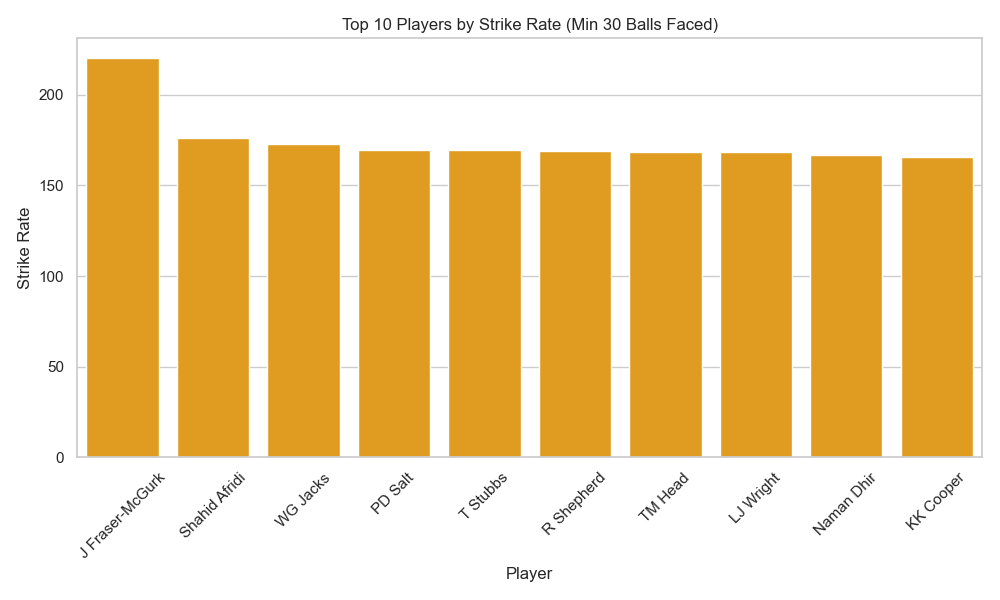 Top 10 Players by Strike Rate (Min 30 Balls Faced)
Strike Rate
200
150
100
50
0
J Fraser-McGurk
Shahid Afridi
WG Jacks
PD Salt
T Stubbs
R Shepherd
TM Head
LJ Wright
Naman Dhir
KK Cooper
Player